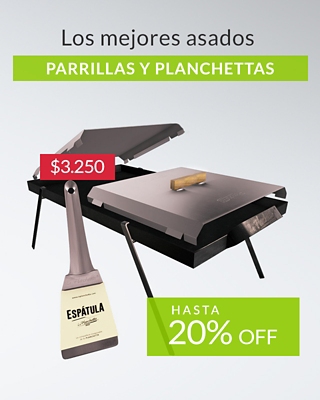 Los mejores asados
PARRILLAS Y PLANCHETTAS
$3.250
ESPÁTULA
HASTA
20% OFF